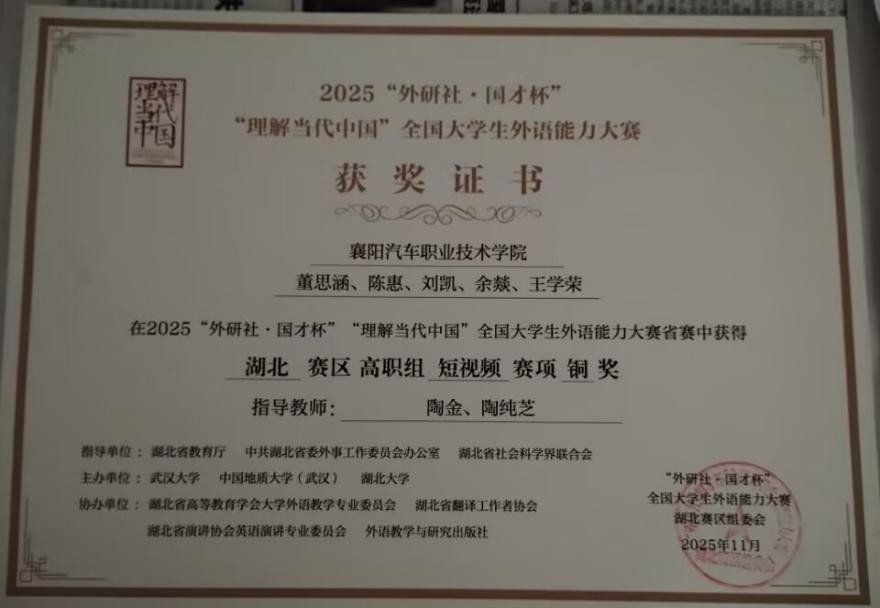 理解
当代
中国
2025“外研社·国才杯”
“理解当代中国”全国大学生外语能力大赛
获奖证书
襄阳汽车职业技术学院
董思涵、陈惠、刘凯、余燚、王学荣
在2025“外研社·国才杯”“理解当代中国”全国大学生外语能力大赛省赛中获得
湖北 赛区 高职组 短视频 赛项 铜 奖
指导教师： 陶金、陶纯芝
指导单位： 湖北省教育厅 中共湖北省委外事工作委员会办公室 湖北省社会科学界联合会
主办单位： 武汉大学 中国地质大学（武汉） 湖北大学
协办单位： 湖北省高等教育学会大学外语教学专业委员会 湖北省翻译工作者协会
湖北省演讲协会英语演讲专业委员会 外语教学与研究出版社
“外研社·国才杯”
全国大学生外语能力大赛
湖北赛区组委会
2025年11月